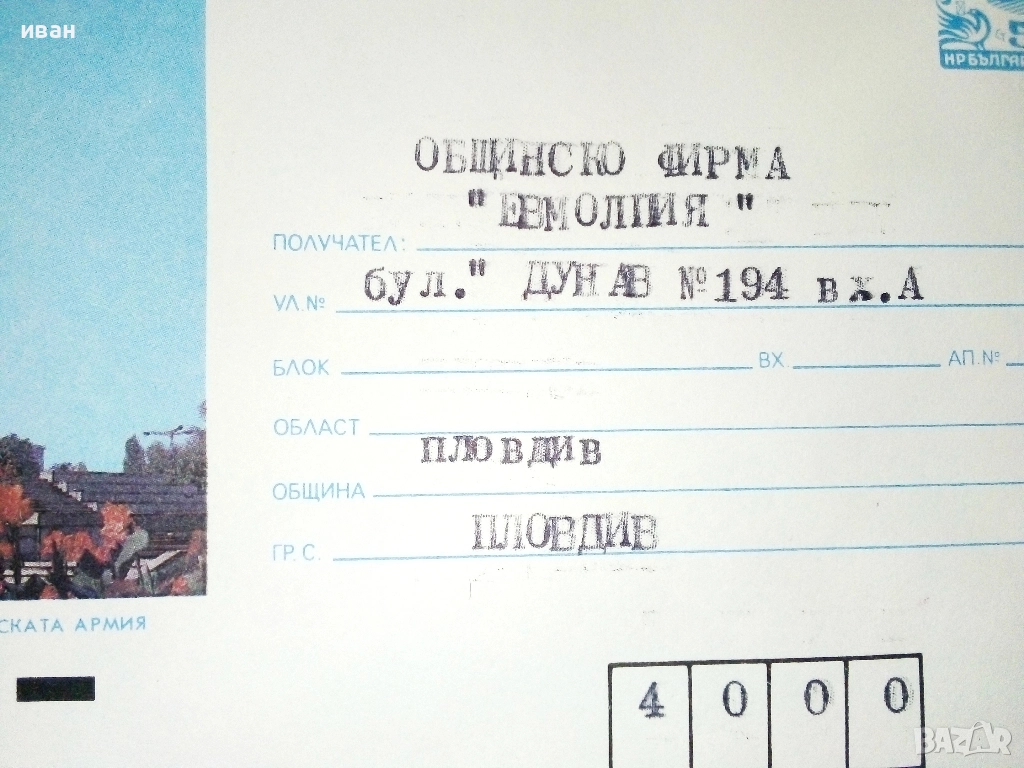 иван
НР БЪЛГАР
ОБЩИНСКО ФИРМА
"ЕВМОЛПИЯ "
ПОЛУЧАТЕЛ:
бул." ДУНАВ №194 вх.А
УЛ.№
БЛОК ВХ. АП.№
ОБЛАСТ
ПЛОВДИВ
ОБЩИНА
ПЛОВДИВ
ГР. С.
СКАТА АРМИЯ
4 0 0 0
BAZAR